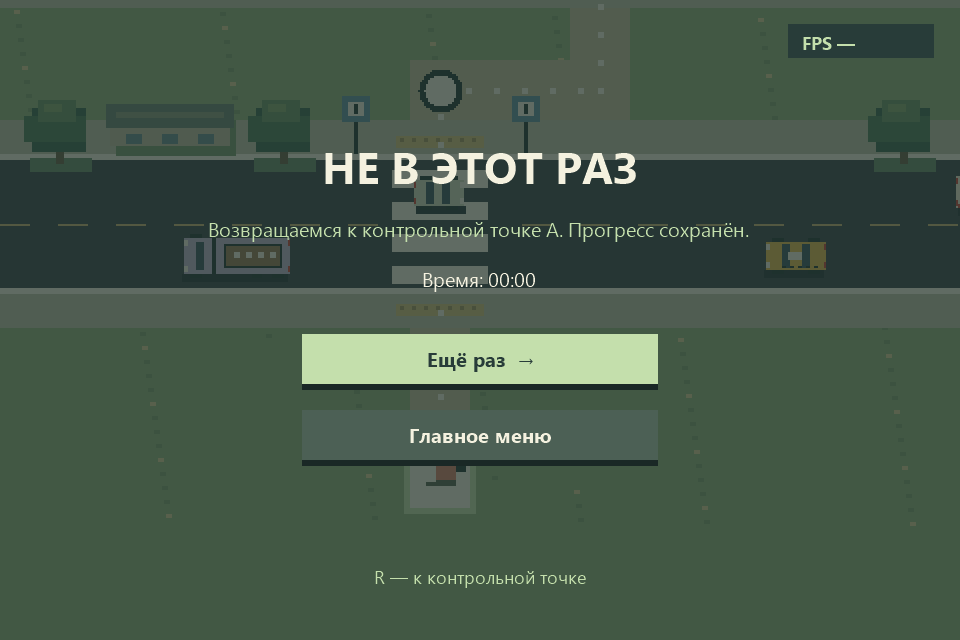 FPS —
НЕ В ЭТОТ РАЗ
Возвращаемся к контрольной точке A. Прогресс сохранён.
Время: 00:00
Ещё раз →
Главное меню
R — к контрольной точке